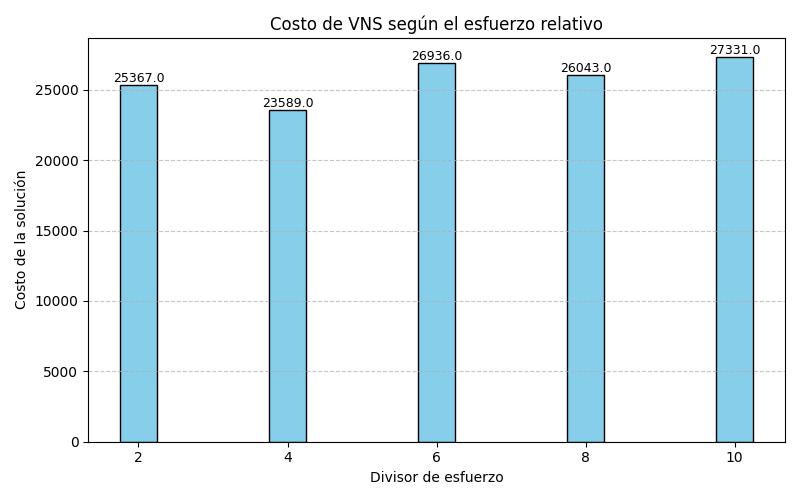 Costo de VNS según el esfuerzo relativo
25367.0
23589.0
26936.0
26043.0
27331.0
Costo de la solución
25000
20000
15000
10000
5000
0
2 4 6 8 10
Divisor de esfuerzo